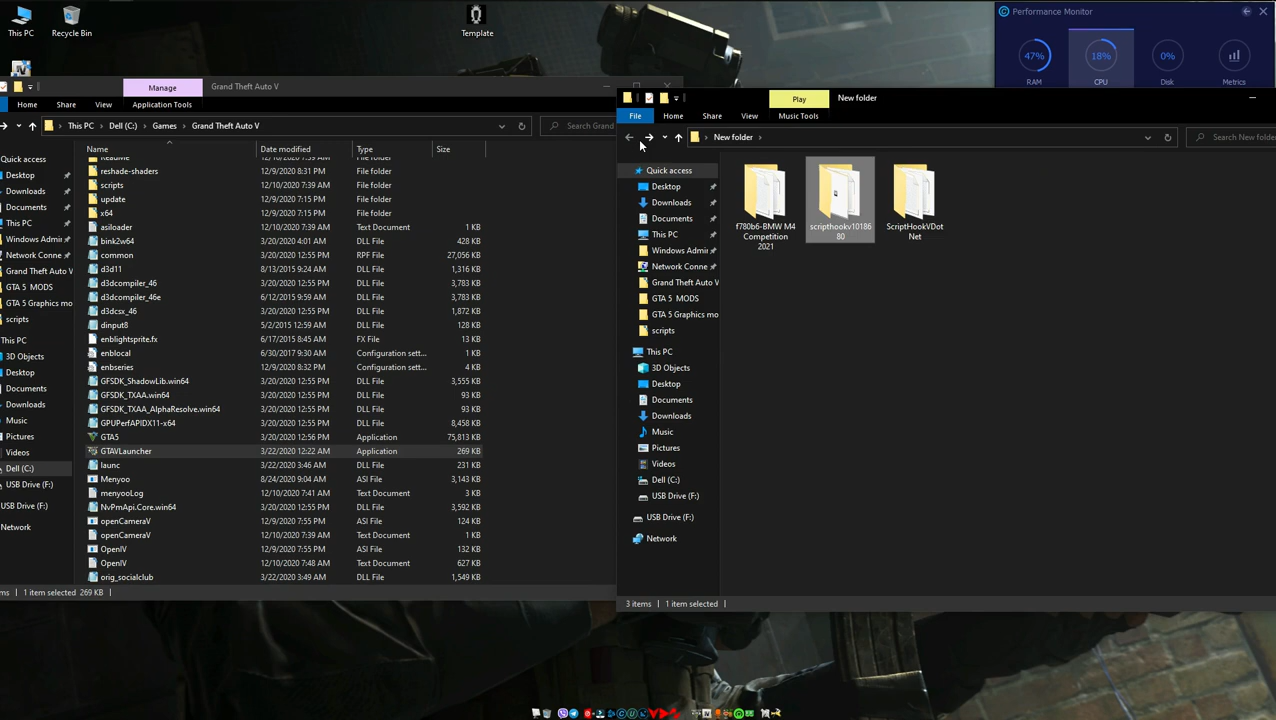 This PC
Recycle Bin
Template
Performance Monitor
47%
RAM
18%
CPU
0%
Disk
Metrics
Manage
Grand Theft Auto V
Home
Share
View
Application Tools
This PC
Dell (C:)
Games
Grand Theft Auto V
Search Grand
Quick access
Desktop
Downloads
Documents
This PC
Windows Admi
Network Conne
Grand Theft Auto V
GTA 5 MODS
GTA 5 Graphics mo
scripts
This PC
3D Objects
Desktop
Documents
Downloads
Music
Pictures
Videos
Dell (C:)
USB Drive (F:)
USB Drive (F:)
Network
Name Date modified Type Size
ReadMe 12/10/2020 7:39 AM File folder
reshade-shaders 12/9/2020 8:31 PM File folder
scripts 12/10/2020 7:39 AM File folder
update 12/9/2020 7:15 PM File folder
x64 12/9/2020 7:15 PM File folder
asiloader 12/10/2020 7:39 AM Text Document 1 KB
bink2w64 3/20/2020 4:01 AM DLL File 428 KB
common 3/20/2020 12:55 PM RPF File 27,056 KB
d3d11 8/13/2015 9:24 AM DLL File 1,316 KB
d3dcompiler_46 3/20/2020 12:55 PM DLL File 3,783 KB
d3dcompiler_46e 6/12/2015 9:59 AM DLL File 3,783 KB
d3dcsx_46 3/20/2020 12:55 PM DLL File 1,872 KB
dinput8 5/2/2015 12:59 AM DLL File 128 KB
enblightsprite.fx 6/17/2015 8:45 AM FX File 13 KB
enblocal 6/30/2017 9:30 AM Configuration sett... 1 KB
enbseries 12/9/2020 8:32 PM Configuration sett... 4 KB
GFSDK_ShadowLib.win64 3/20/2020 12:55 PM DLL File 3,555 KB
GFSDK_TXAA.win64 3/20/2020 12:55 PM DLL File 93 KB
GFSDK_TXAA_AlphaResolve.win64 3/20/2020 12:55 PM DLL File 93 KB
GPUPerfAPIDX11-x64 3/20/2020 12:55 PM DLL File 8,458 KB
GTA5 3/20/2020 12:56 PM Application 75,813 KB
GTAVLauncher 3/22/2020 12:22 AM Application 269 KB
launc 3/22/2020 3:46 AM DLL File 231 KB
Menyoo 8/24/2020 9:04 AM ASI File 3,143 KB
menyooLog 12/10/2020 7:41 AM Text Document 3 KB
NvPmApi.Core.win64 3/20/2020 12:55 PM DLL File 3,592 KB
openCameraV 12/9/2020 7:55 PM ASI File 124 KB
openCameraV 12/10/2020 7:39 AM Text Document 1 KB
OpenIV 12/9/2020 7:55 PM ASI File 132 KB
OpenIV 12/10/2020 7:48 AM Text Document 627 KB
orig_socialclub 3/22/2020 3:49 AM DLL File 1,549 KB
ms 1 item selected 269 KB
Play
New folder
File
Home
Share
View
Music Tools
New folder
Search New folde
Quick access
Desktop
Downloads
Documents
This PC
Windows Admi
Network Conne
Grand Theft Auto V
GTA 5 MODS
GTA 5 Graphics mo
scripts
This PC
3D Objects
Desktop
Documents
Downloads
Music
Pictures
Videos
Dell (C:)
USB Drive (F:)
USB Drive (F:)
Network
f780b6-BMW M4
Competition
2021
scripthookv10186
80
ScriptHookVDot
Net
3 items 1 item selected